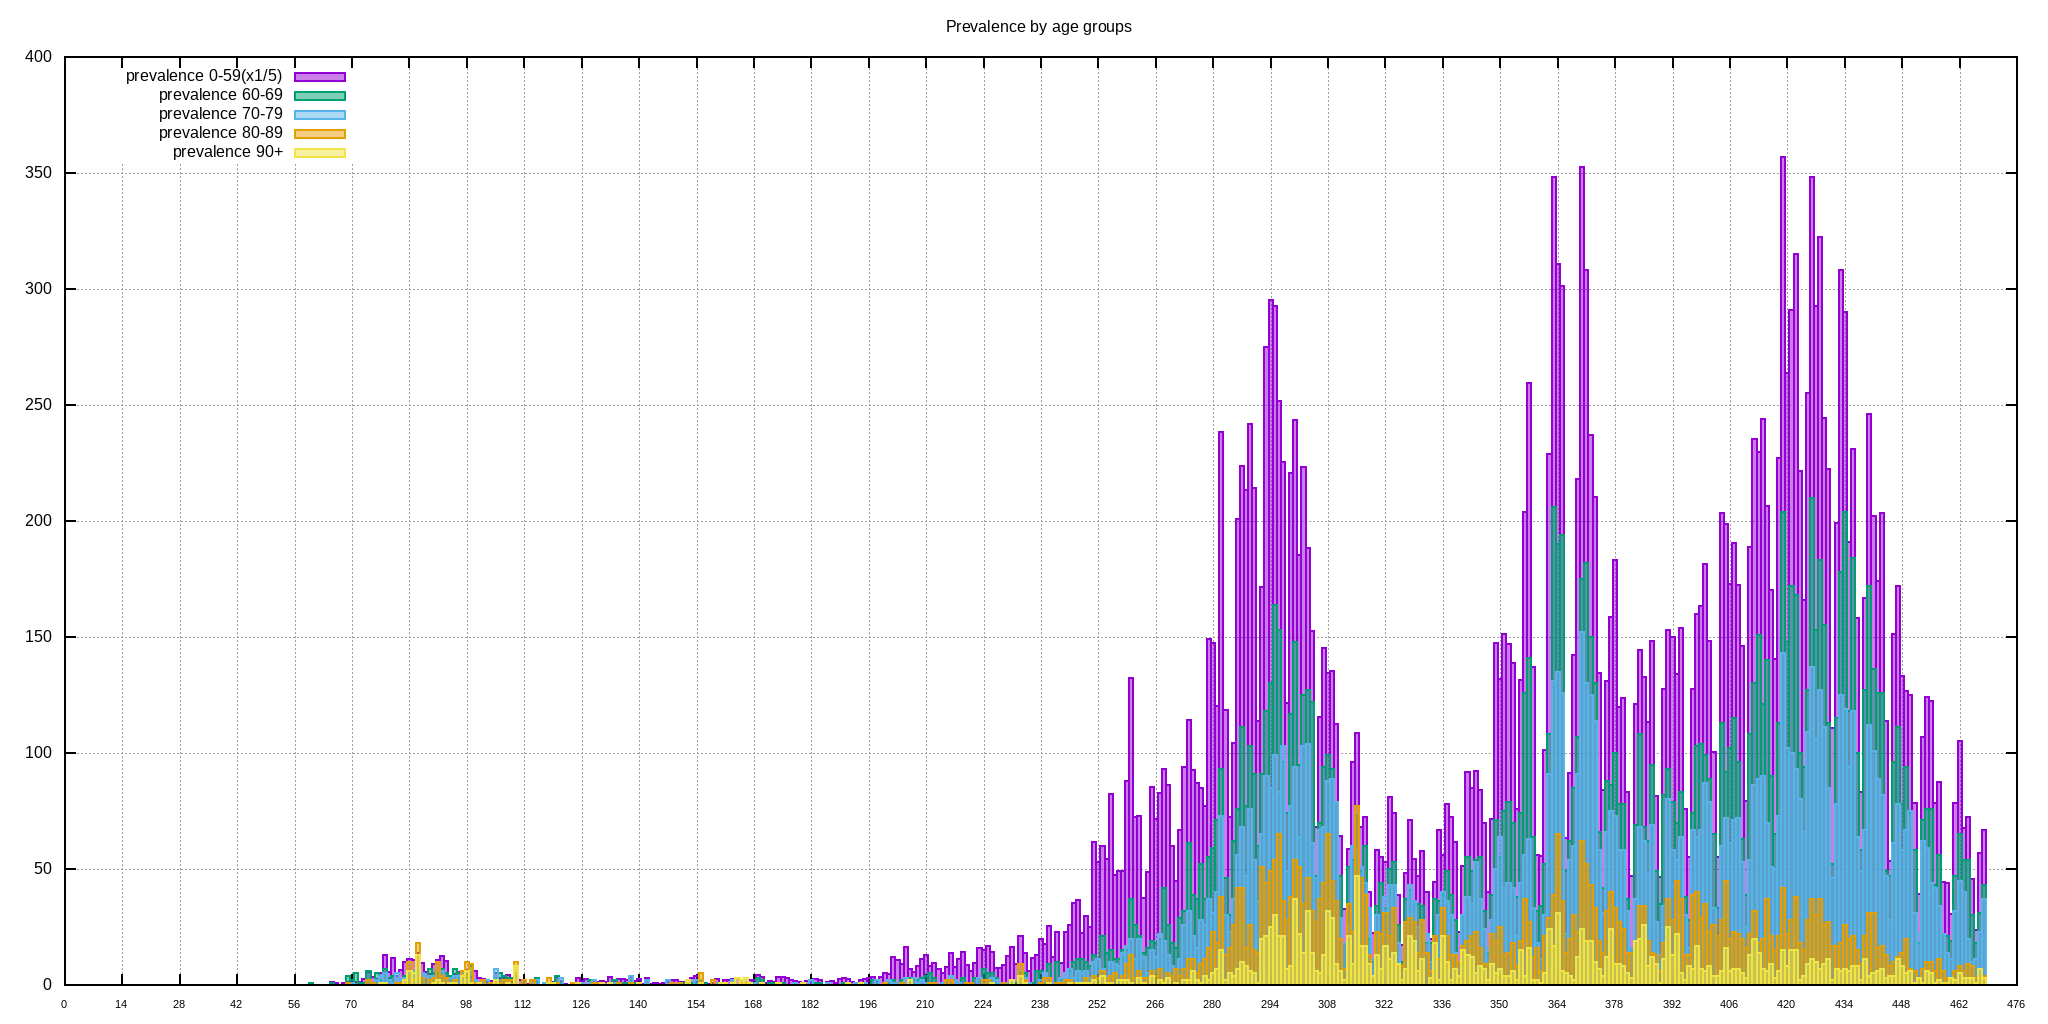 Prevalence by age groups
400
350
300
250
200
150
100
50
0
prevalence 0-59(x1/5)
prevalence 60-69
prevalence 70-79
prevalence 80-89
prevalence 90+
0 14 28 42 56 70 84 98 112 126 140 154 168 182 196 210 224 238 252 266 280 294 308 322 336 350 364 378 392 406 420 434 448 462 476